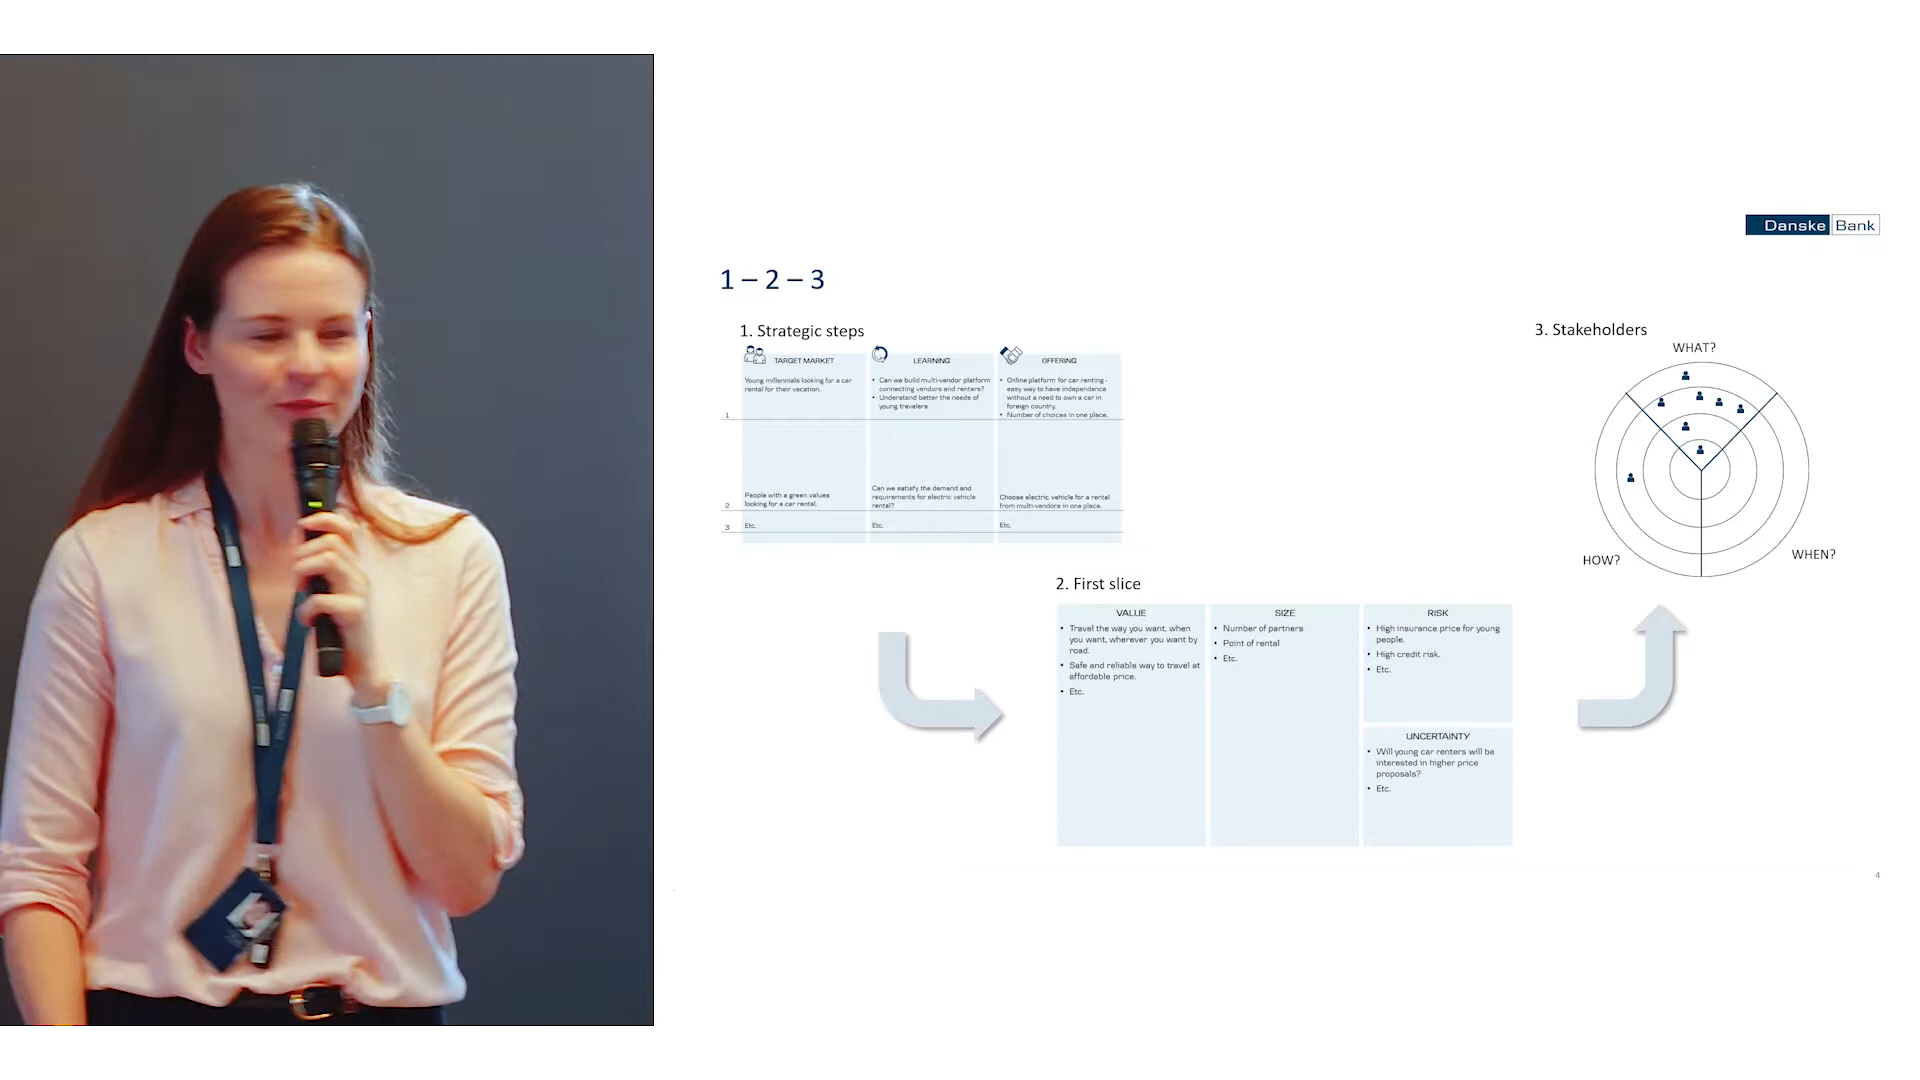 Danske Bank
1 – 2 – 3
1. Strategic steps
TARGET MARKET
LEARNING
OFFERING
Young millennials looking for a car
rental for their vacation.
• Can we build multi-vendor platform
connecting vendors and renters?
• Understand better the needs of
young travelers
• Online platform for car renting -
easy way to have independence
without a need to own a car in
foreign country.
• Number of choices in one place.
1
People with a green values
looking for a car rental.
Can we satisfy the demand and
requirements for electric vehicle
rental?
Choose electric vehicle for a rental
from multi-vendors in one place.
2
3
Etc.
Etc.
Etc.
2. First slice
VALUE
• Travel the way you want, when
you want, wherever you want by
road.
• Safe and reliable way to travel at
affordable price.
• Etc.
SIZE
• Number of partners
• Point of rental
• Etc.
RISK
• High insurance price for young
people.
• High credit risk.
• Etc.
UNCERTAINTY
• Will young car renters will be
interested in higher price
proposals?
• Etc.
3. Stakeholders
WHAT?
HOW?
WHEN?
4